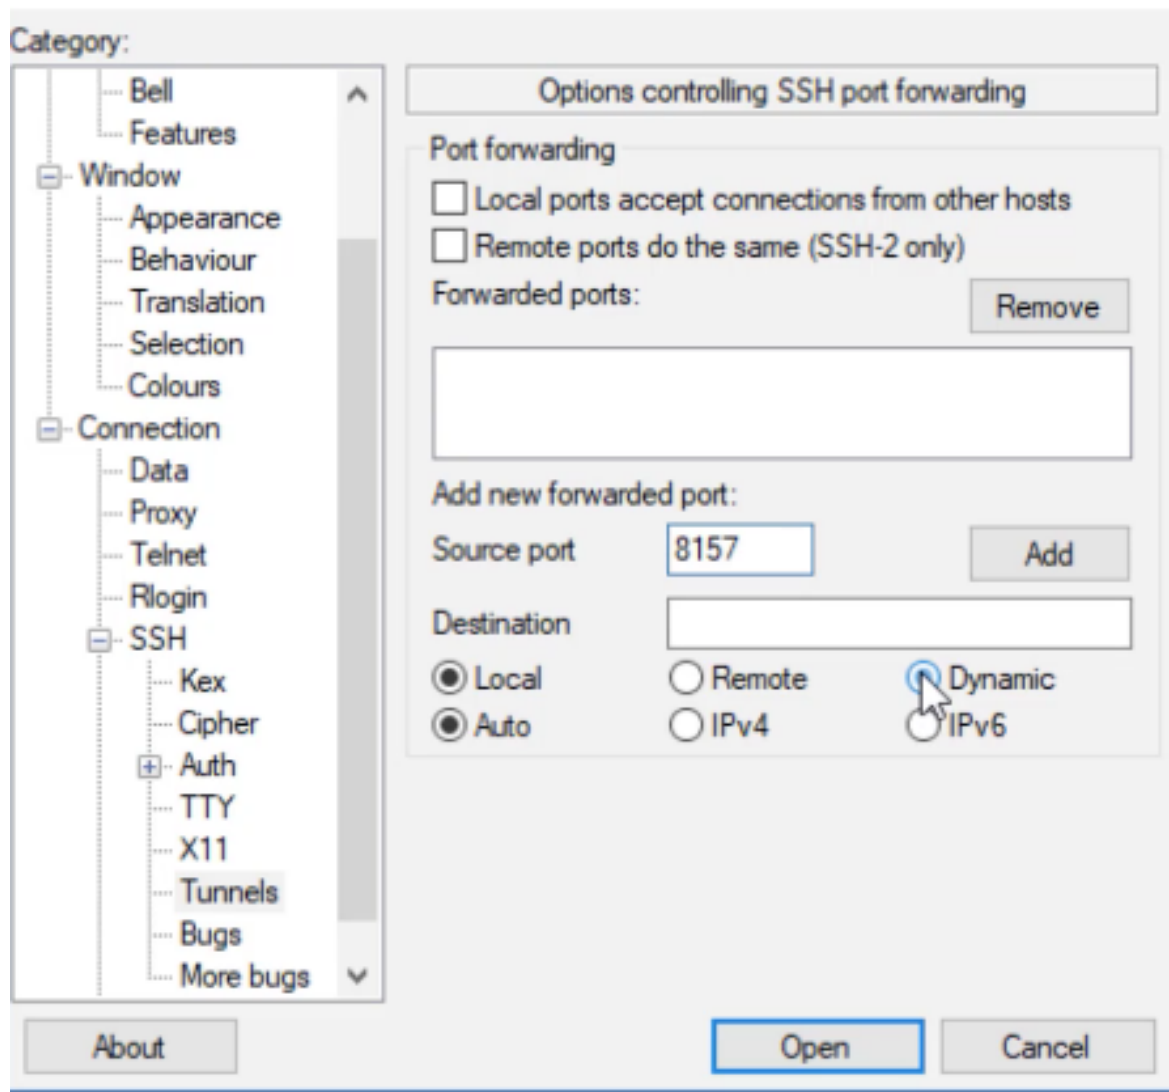 Category:
Bell
Features
Window
Appearance
Behaviour
Translation
Selection
Colours
Connection
Data
Proxy
Telnet
Rlogin
SSH
Kex
Cipher
Auth
TTY
X11
Tunnels
Bugs
More bugs
Options controlling SSH port forwarding
Port forwarding
Local ports accept connections from other hosts
Remote ports do the same (SSH-2 only)
Forwarded ports:
Remove
Add new forwarded port:
Source port 8157 Add
Destination
Local Remote Dynamic
Auto IPv4 IPv6
About Open Cancel